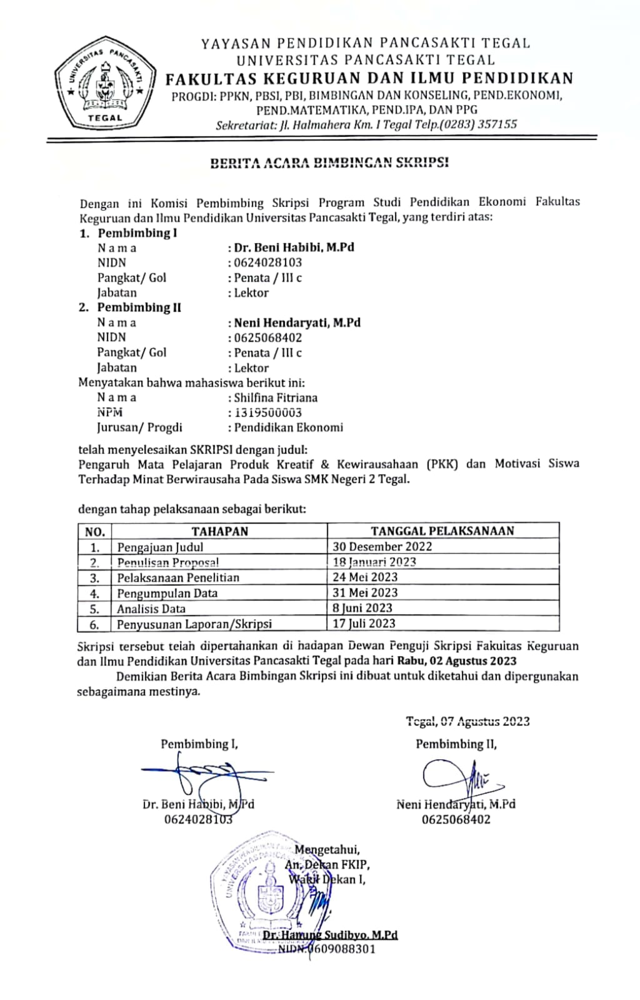 YAYASAN PENDIDIKAN PANCASAKTI TEGAL
UNIVERSITAS PANCASAKTI TEGAL
FAKULTAS KEGURUAN DAN ILMU PENDIDIKAN
PROGDI: PPKN, PBSI, PBI, BIMBINGAN DAN KONSELING, PEND.EKONOMI,
PEND.MATEMATIKA, PEND.IPA, DAN PPG
Sekretariat: Jl. Halmahera Km. I Tegal Telp.(0283) 357155
UNIVERSITAS PANCASAKTI
TEGAL
BERITA ACARA BIMBINGAN SKRIPSI
Dengan ini Komisi Pembimbing Skripsi Program Studi Pendidikan Ekonomi Fakultas
Keguruan dan Ilmu Pendidikan Universitas Pancasakti Tegal, yang terdiri atas:
1. Pembimbing I
N a m a : Dr. Beni Habibi, M.Pd
NIDN : 0624028103
Pangkat/ Gol : Penata / III c
Jabatan : Lektor
2. Pembimbing II
N a m a : Neni Hendaryati, M.Pd
NIDN : 0625068402
Pangkat/ Gol : Penata / III c
Jabatan : Lektor
Menyatakan bahwa mahasiswa berikut ini:
N a m a : Shilfina Fitriana
NPM : 1319500003
Jurusan/ Progdi : Pendidikan Ekonomi
telah menyelesaikan SKRIPSI dengan judul:
Pengaruh Mata Pelajaran Produk Kreatif & Kewirausahaan (PKK) dan Motivasi Siswa
Terhadap Minat Berwirausaha Pada Siswa SMK Negeri 2 Tegal.
dengan tahap pelaksanaan sebagai berikut:
NO. TAHAPAN TANGGAL PELAKSANAAN
1. Pengajuan Judul 30 Desember 2022
2. Penulisan Proposal 18 Januari 2023
3. Pelaksanaan Penelitian 24 Mei 2023
4. Pengumpulan Data 31 Mei 2023
5. Analisis Data 8 Juni 2023
6. Penyusunan Laporan/Skripsi 17 Juli 2023
Skripsi tersebut telah dipertahankan di hadapan Dewan Penguji Skripsi Fakultas Keguruan
dan Ilmu Pendidikan Universitas Pancasakti Tegal pada hari Rabu, 02 Agustus 2023
Demikian Berita Acara Bimbingan Skripsi ini dibuat untuk diketahui dan dipergunakan
sebagaimana mestinya.
Tegal, 07 Agustus 2023
Pembimbing I, Pembimbing II,
Dr. Beni Habibi, M.Pd Neni Hendaryati, M.Pd
0624028103 0625068402
Mengetahui,
An. Dekan FKIP,
Wakil Dekan I,
Dr. Hanung Sudibyo, M.Pd
NIDN.0609088301